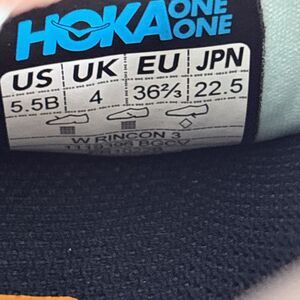 HOKA ONE ONE
US UK EU JPN
5.5B 4 36⅔ 22.5
W RINCON 3